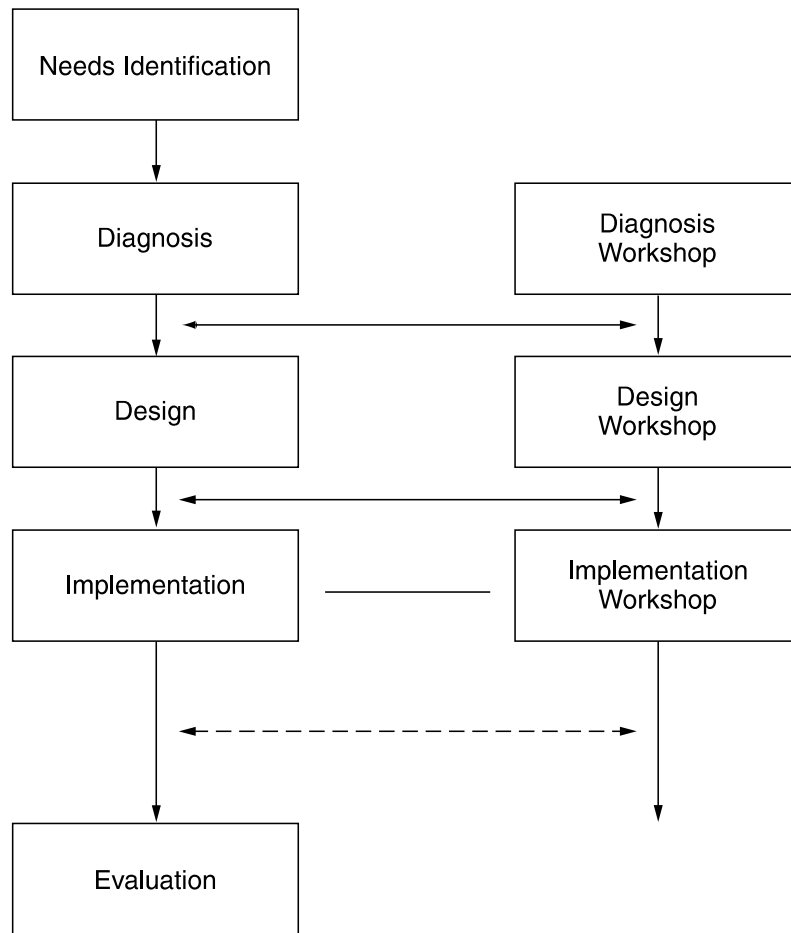 Needs Identification
Diagnosis
Diagnosis
Workshop
Design
Design
Workshop
Implementation
Implementation
Workshop
Evaluation